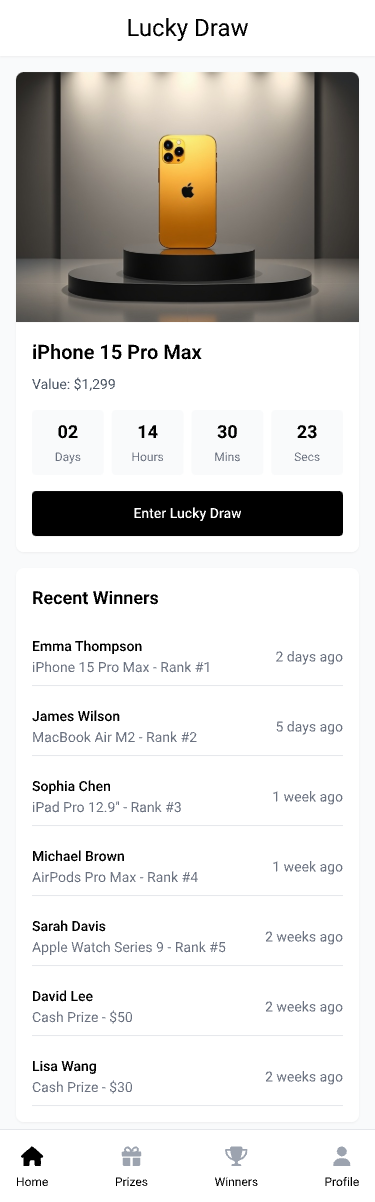 Lucky Draw
iPhone 15 Pro Max
Value: $1,299
02 14 30 23
Days Hours Mins Secs
Enter Lucky Draw
Recent Winners
Emma Thompson
iPhone 15 Pro Max - Rank #1
2 days ago
James Wilson
MacBook Air M2 - Rank #2
5 days ago
Sophia Chen
iPad Pro 12.9" - Rank #3
1 week ago
Michael Brown
AirPods Pro Max - Rank #4
1 week ago
Sarah Davis
Apple Watch Series 9 - Rank #5
2 weeks ago
David Lee
Cash Prize - $50
2 weeks ago
Lisa Wang
Cash Prize - $30
2 weeks ago
Home Prizes Winners Profile